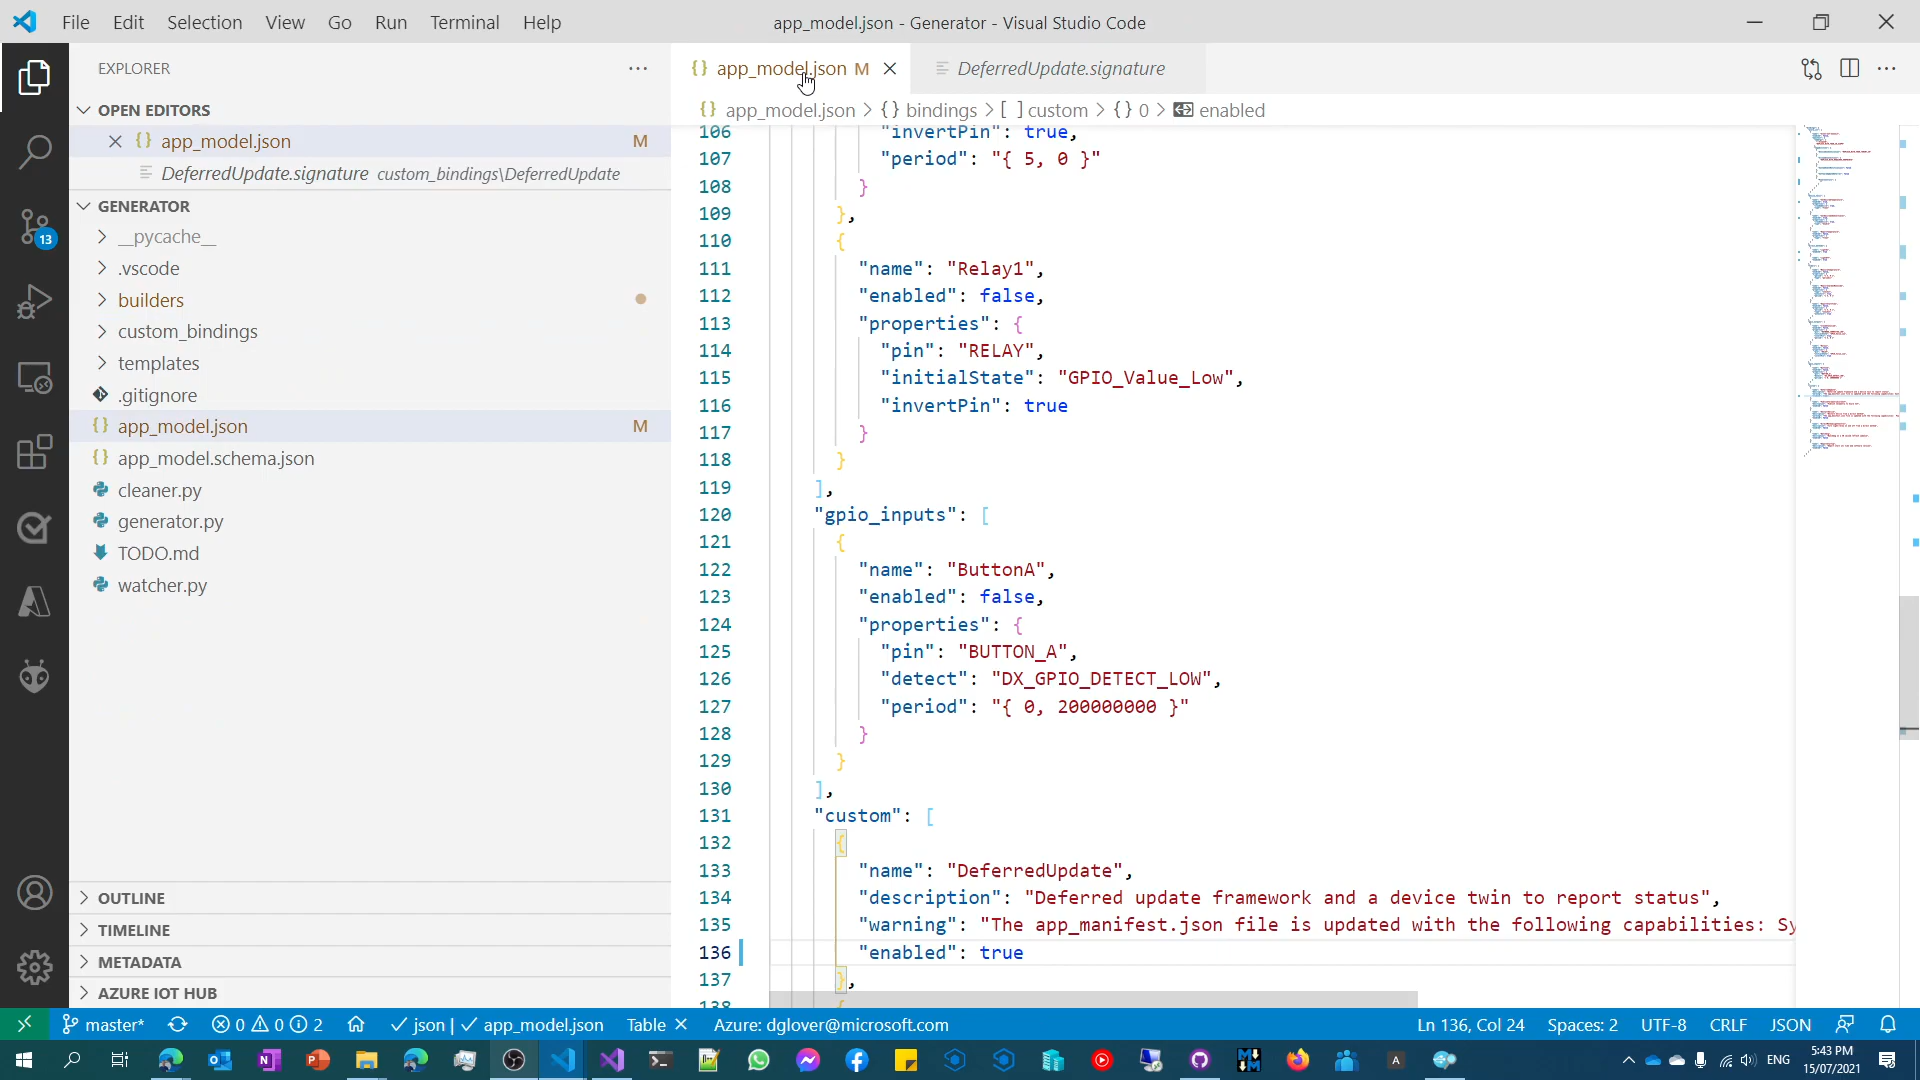 File Edit Selection View Go Run Terminal Help
app_model.json - Generator - Visual Studio Code
EXPLORER
OPEN EDITORS
app_model.json M
DeferredUpdate.signature custom_bindings\DeferredUpdate
GENERATOR
__pycache__
.vscode
builders
custom_bindings
templates
.gitignore
app_model.json M
app_model.schema.json
cleaner.py
generator.py
TODO.md
watcher.py
OUTLINE
TIMELINE
METADATA
AZURE IOT HUB
13
app_model.json M
DeferredUpdate.signature
{} app_model.json > {} bindings > [ ] custom > {} 0 > enabled
106 "invertPin": true,
107 "period": "{ 5, 0 }"
108 }
109 },
110 {
111 "name": "Relay1",
112 "enabled": false,
113 "properties": {
114 "pin": "RELAY",
115 "initialState": "GPIO_Value_Low",
116 "invertPin": true
117 }
118 }
119 ],
120 "gpio_inputs": [
121 {
122 "name": "ButtonA",
123 "enabled": false,
124 "properties": {
125 "pin": "BUTTON_A",
126 "detect": "DX_GPIO_DETECT_LOW",
127 "period": "{ 0, 200000000 }"
128 }
129 }
130 ],
131 "custom": [
132 {
133 "name": "DeferredUpdate",
134 "description": "Deferred update framework and a device twin to report status",
135 "warning": "The app_manifest.json file is updated with the following capabilities: Sy
136 "enabled": true
137 },
138 {
master* 0 0 2 json | app_model.json Table Azure: dglover@microsoft.com Ln 136, Col 24 Spaces: 2 UTF-8 CRLF JSON
ENG
5:43 PM
15/07/2021